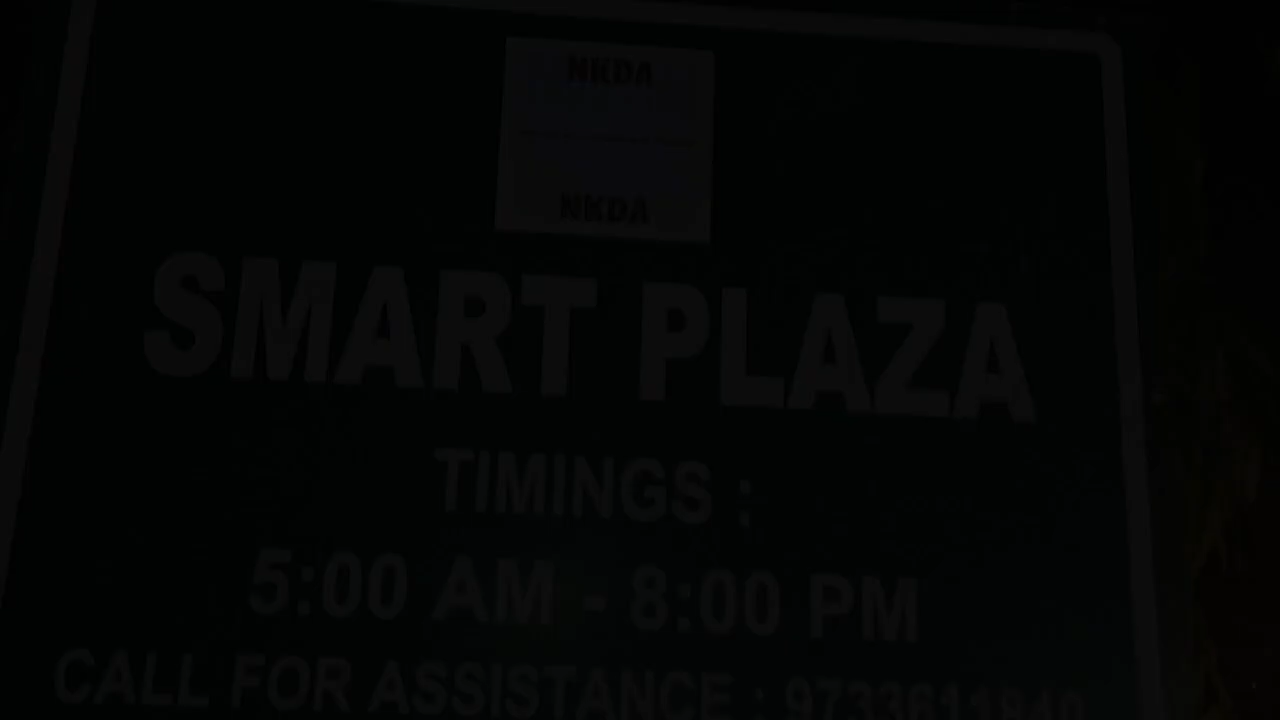 NKDA
NKDA
SMART PLAZA
TIMINGS :
5:00 AM - 8:00 PM
CALL FOR ASSISTANCE :